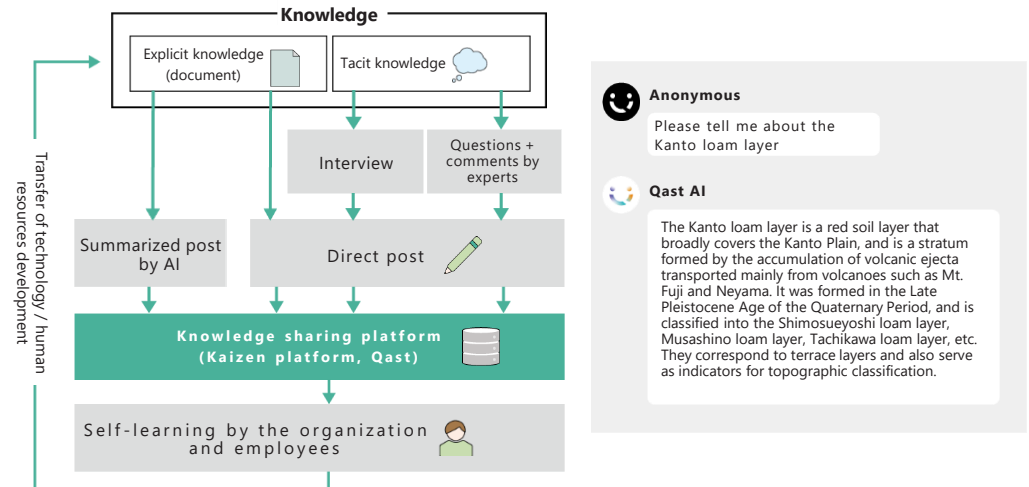 Knowledge
Explicit knowledge
(document)
Tacit knowledge
Interview
Questions +
comments by
experts
Summarized post
by AI
Direct post
Knowledge sharing platform
(Kaizen platform, Qast)
Self-learning by the organization
and employees
Transfer of technology / human
resources development
Anonymous
Please tell me about the
Kanto loam layer
Qast AI
The Kanto loam layer is a red soil layer that
broadly covers the Kanto Plain, and is a stratum
formed by the accumulation of volcanic ejecta
transported mainly from volcanoes such as Mt.
Fuji and Neyama. It was formed in the Late
Pleistocene Age of the Quaternary Period, and is
classified into the Shimosueyoshi loam layer,
Musashino loam layer, Tachikawa loam layer, etc.
They correspond to terrace layers and also serve
as indicators for topographic classification.